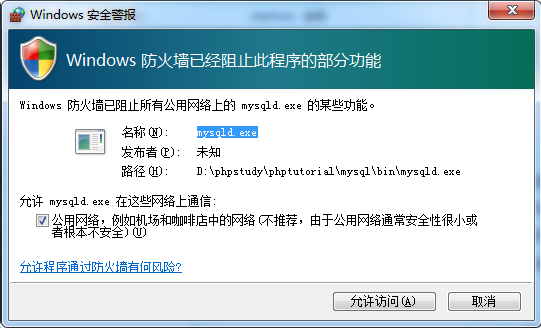 Windows 安全警报
Windows 防火墙已经阻止此程序的部分功能
Windows 防火墙已阻止所有公用网络上的 mysqld.exe 的某些功能。
名称(N): mysqld.exe
发布者(P): 未知
路径(H): D:\phpstudy\phptutorial\mysql\bin\mysqld.exe
允许 mysqld.exe 在这些网络上通信:
公用网络，例如机场和咖啡店中的网络(不推荐，由于公用网络通常安全性很小或
者根本不安全)(U)
允许程序通过防火墙有何风险?
允许访问(A) 取消